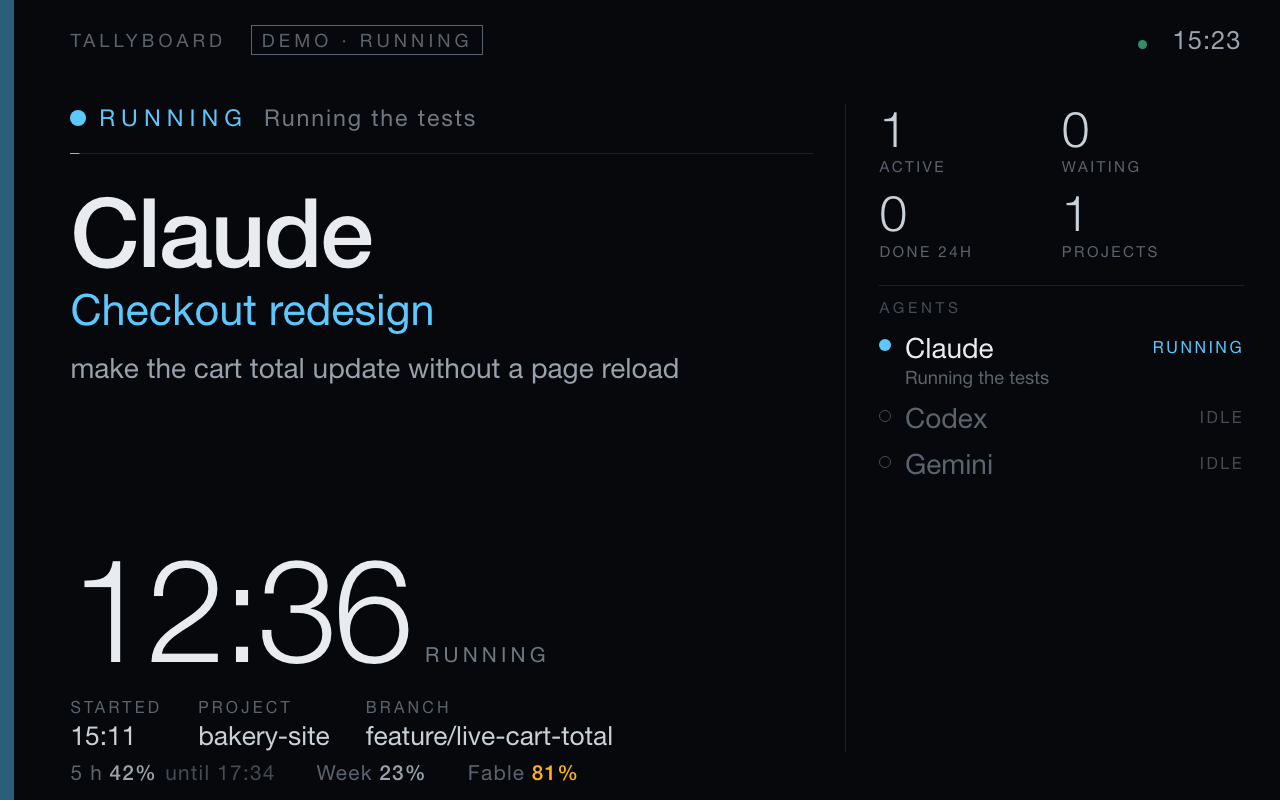 TALLYBOARD DEMO · RUNNING
15:23
RUNNING Running the tests
Claude
Checkout redesign
make the cart total update without a page reload
12:36 RUNNING
STARTED PROJECT BRANCH
15:11 bakery-site feature/live-cart-total
5 h 42% until 17:34 Week 23% Fable 81%
1 0
ACTIVE WAITING
0 1
DONE 24H PROJECTS
AGENTS
Claude RUNNING
Running the tests
Codex IDLE
Gemini IDLE